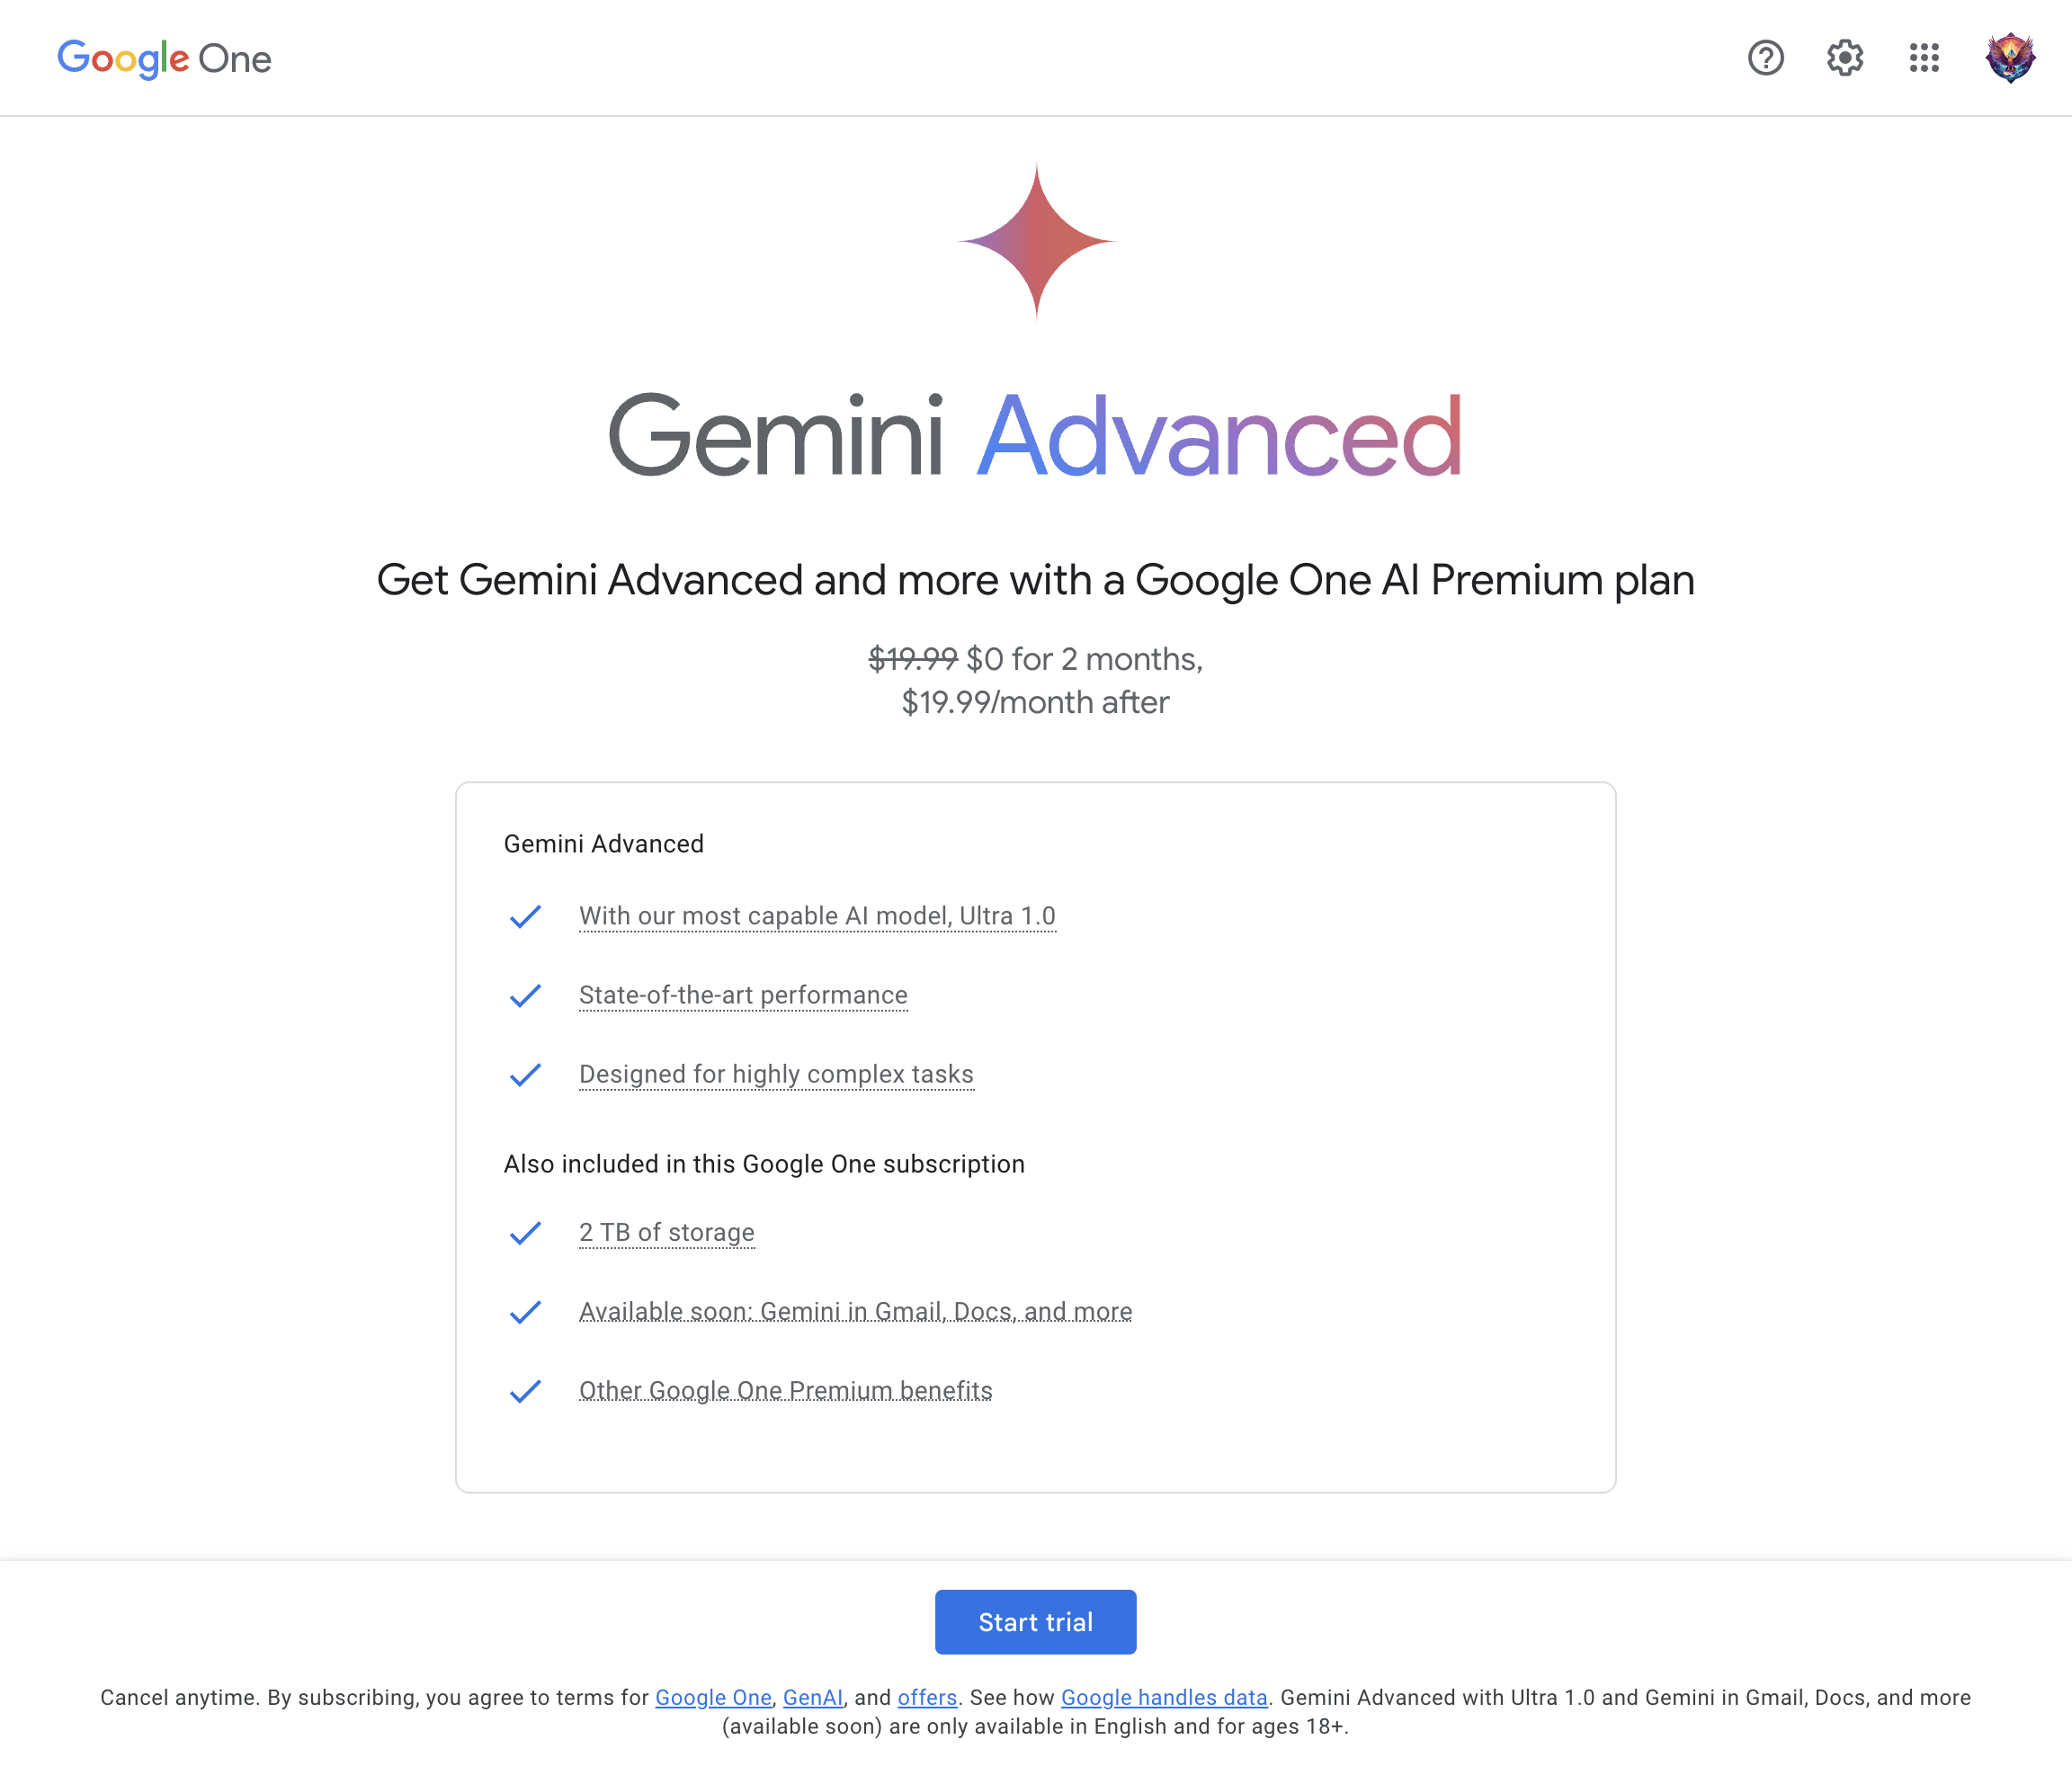 Google One
Gemini Advanced
Get Gemini Advanced and more with a Google One AI Premium plan
$19.99 $0 for 2 months,
$19.99/month after
Gemini Advanced
With our most capable AI model, Ultra 1.0
State-of-the-art performance
Designed for highly complex tasks
Also included in this Google One subscription
2 TB of storage
Available soon: Gemini in Gmail, Docs, and more
Other Google One Premium benefits
Start trial
Cancel anytime. By subscribing, you agree to terms for Google One, GenAI, and offers. See how Google handles data. Gemini Advanced with Ultra 1.0 and Gemini in Gmail, Docs, and more
(available soon) are only available in English and for ages 18+.